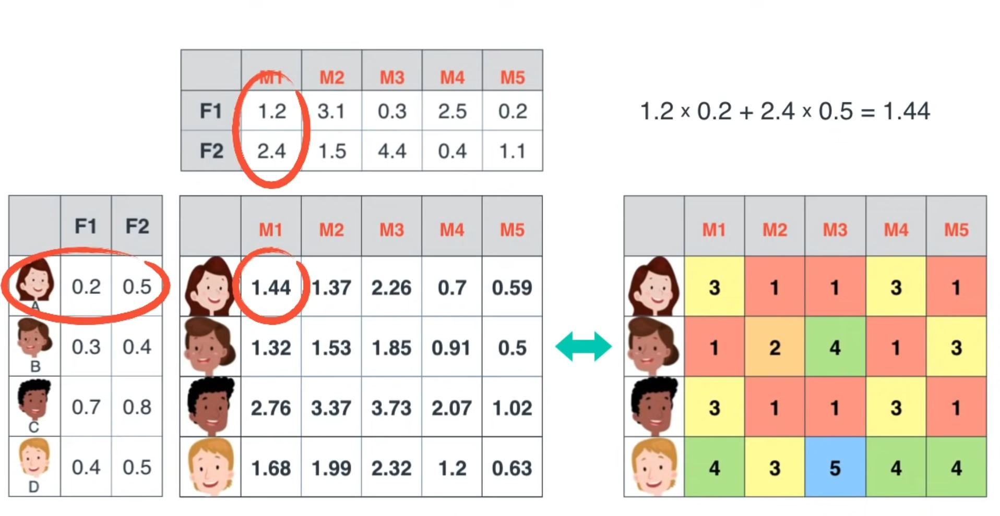 M1 M2 M3 M4 M5
F1 1.2 3.1 0.3 2.5 0.2
F2 2.4 1.5 4.4 0.4 1.1
1.2 x 0.2 + 2.4 x 0.5 = 1.44
F1 F2
A 0.2 0.5
B 0.3 0.4
C 0.7 0.8
D 0.4 0.5
M1 M2 M3 M4 M5
1.44 1.37 2.26 0.7 0.59
1.32 1.53 1.85 0.91 0.5
2.76 3.37 3.73 2.07 1.02
1.68 1.99 2.32 1.2 0.63
M1 M2 M3 M4 M5
3 1 1 3 1
1 2 4 1 3
3 1 1 3 1
4 3 5 4 4